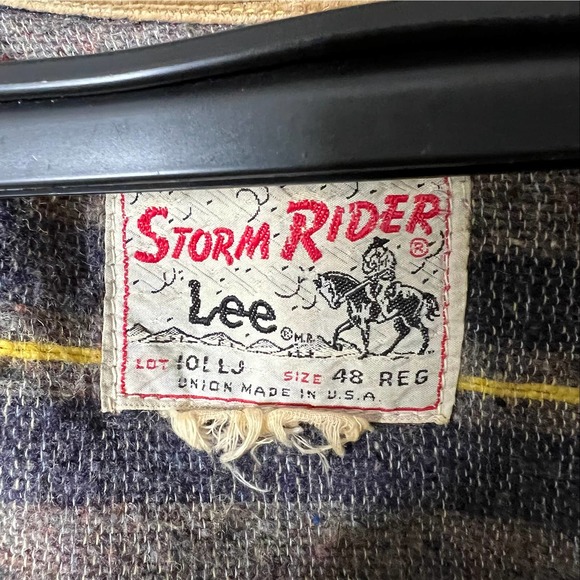 STORM RIDER ®
Lee ® M.R.
LOT 101LJ SIZE 48 REG
UNION MADE IN U.S.A.